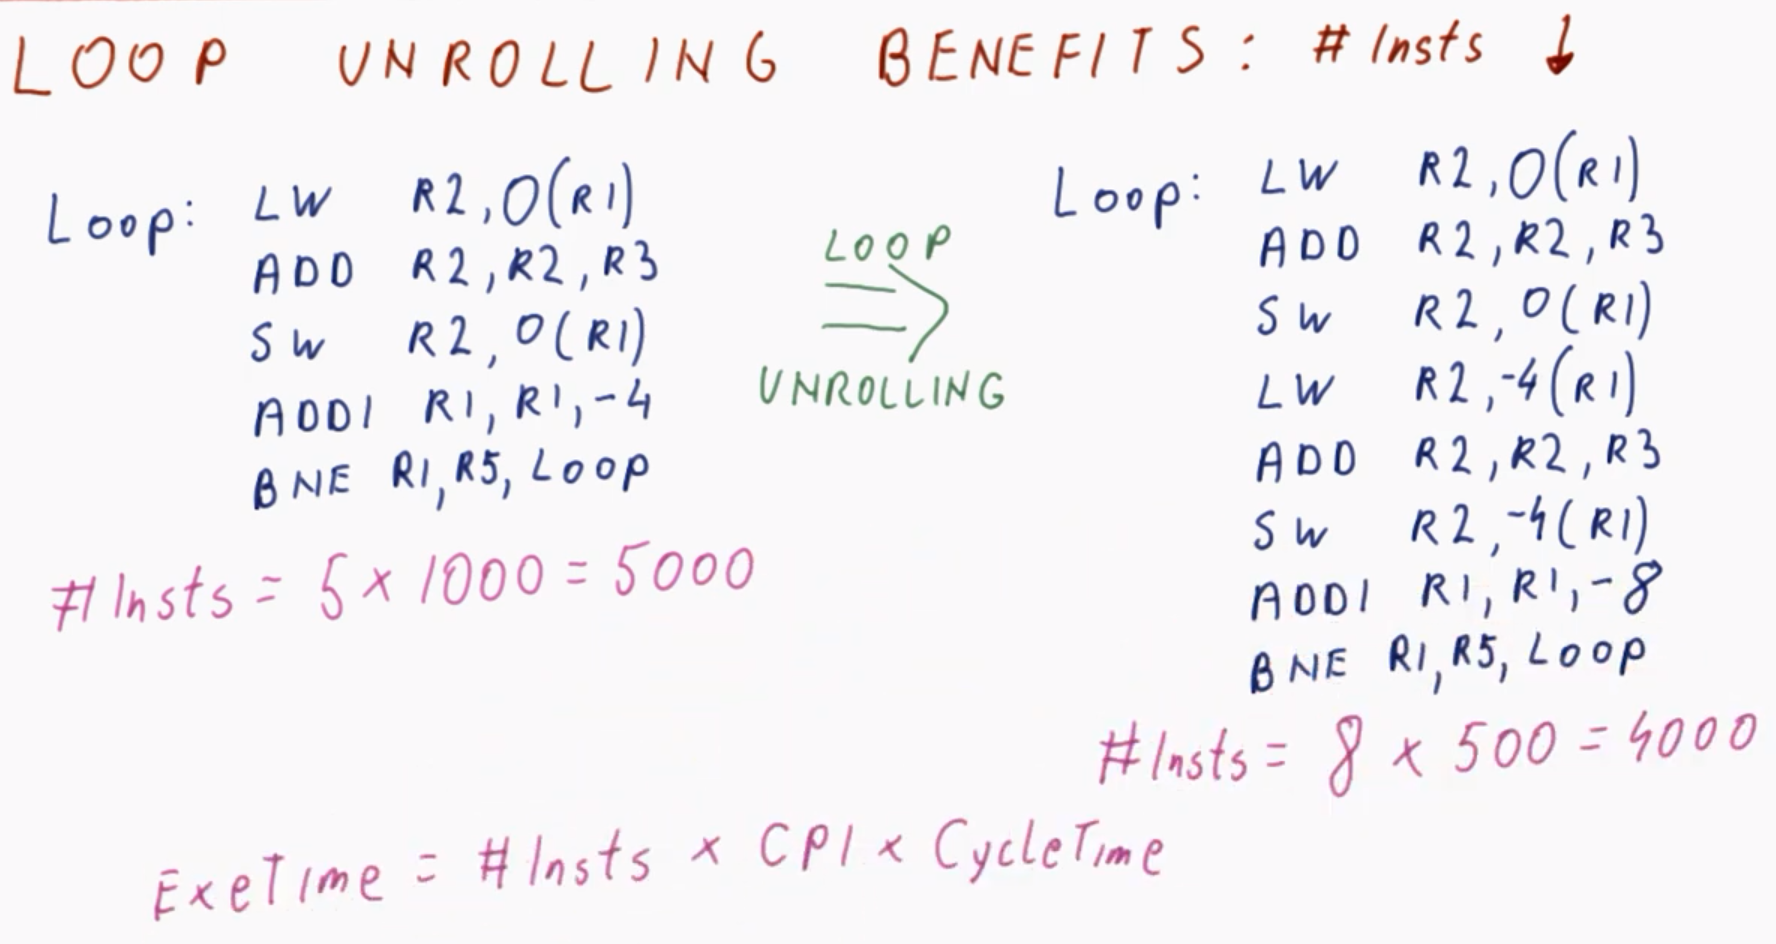 LOOP UNROLLING BENEFITS: # Insts ↓
Loop: LW R2, 0(R1)
ADD R2, R2, R3
SW R2, 0(R1)
ADDI R1, R1, -4
BNE R1, R5, Loop
#Insts = 5 x 1000 = 5000
LOOP
UNROLLING
Loop: LW R2, 0(R1)
ADD R2, R2, R3
SW R2, 0(R1)
LW R2, -4(R1)
ADD R2, R2, R3
SW R2, -4(R1)
ADDI R1, R1, -8
BNE R1, R5, Loop
#Insts = 8 x 500 = 4000
ExeTime = #Insts x CPI x CycleTime